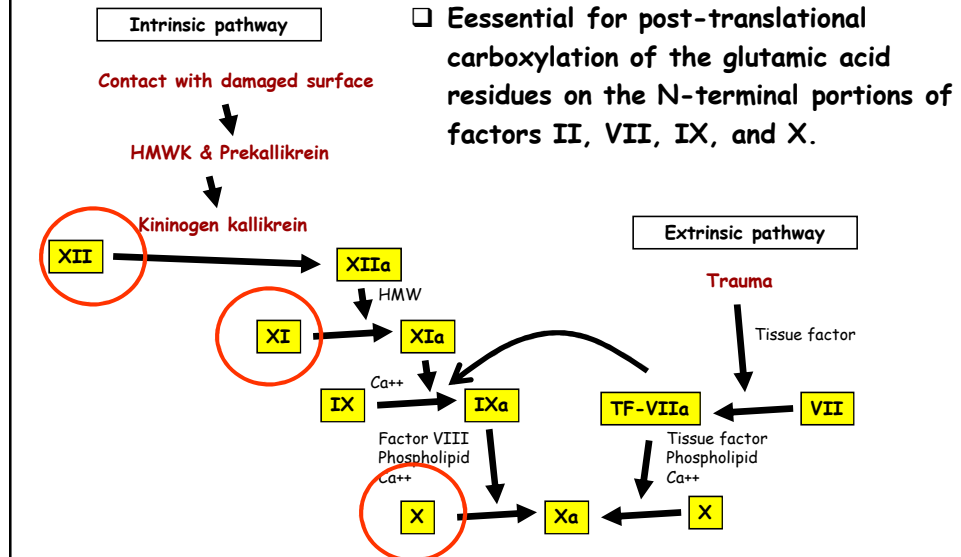 Intrinsic pathway
❑ Eessential for post-translational
carboxylation of the glutamic acid
residues on the N-terminal portions of
factors II, VII, IX, and X.
Contact with damaged surface
HMWK & Prekallikrein
Kininogen kallikrein
Extrinsic pathway
XII
XIIa
Trauma
HMW
XI
XIa
Tissue factor
Ca++
IX
IXa
TF-VIIa
VII
Factor VIII
Phospholipid
Ca++
Tissue factor
Phospholipid
Ca++
X
Xa
X